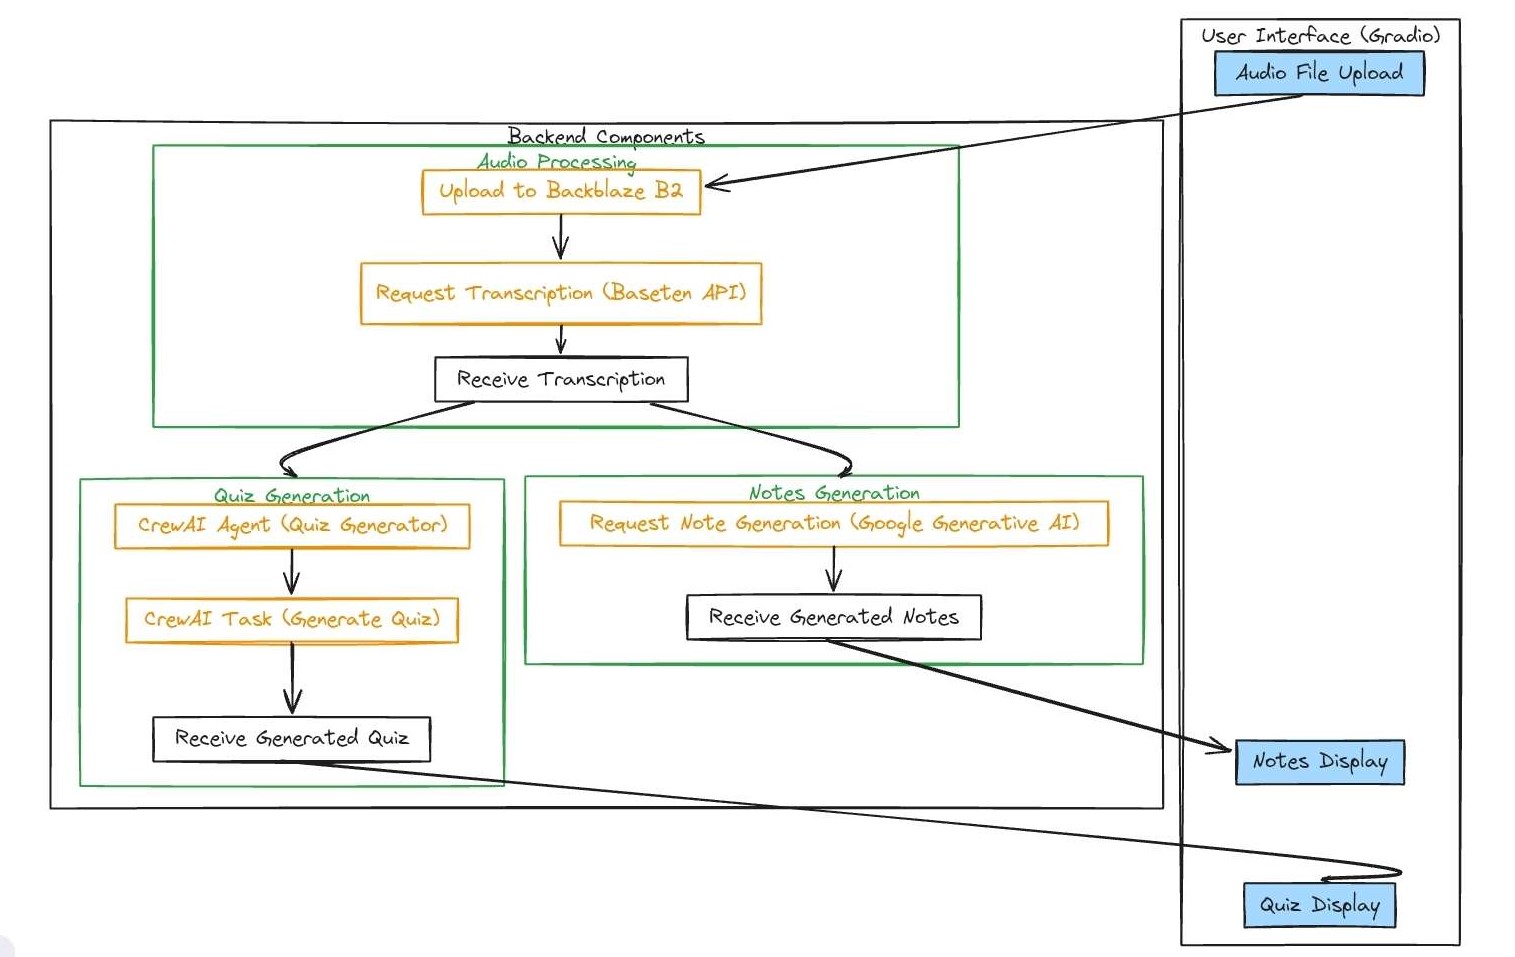 User Interface (Gradio)
Audio File Upload
Backend Components
Audio Processing
Upload to Backblaze B2
Request Transcription (Baseten API)
Receive Transcription
Quiz Generation
CrewAI Agent (Quiz Generator)
CrewAI Task (Generate Quiz)
Receive Generated Quiz
Notes Generation
Request Note Generation (Google Generative AI)
Receive Generated Notes
Notes Display
Quiz Display